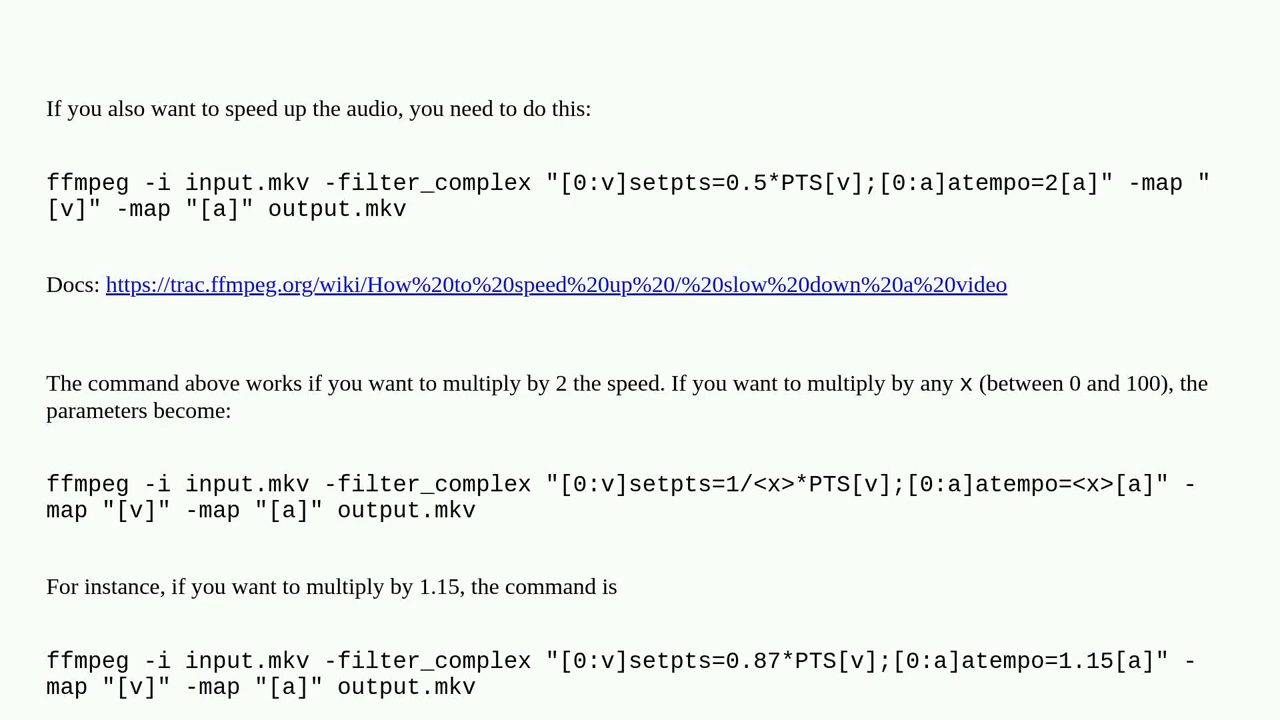 If you also want to speed up the audio, you need to do this:
ffmpeg -i input.mkv -filter_complex "[0:v]setpts=0.5*PTS[v];[0:a]atempo=2[a]" -map "
[v]" -map "[a]" output.mkv
Docs: https://trac.ffmpeg.org/wiki/How%20to%20speed%20up%20/%20slow%20down%20a%20video
The command above works if you want to multiply by 2 the speed. If you want to multiply by any x (between 0 and 100), the
parameters become:
ffmpeg -i input.mkv -filter_complex "[0:v]setpts=1/<x>*PTS[v];[0:a]atempo=<x>[a]" -
map "[v]" -map "[a]" output.mkv
For instance, if you want to multiply by 1.15, the command is
ffmpeg -i input.mkv -filter_complex "[0:v]setpts=0.87*PTS[v];[0:a]atempo=1.15[a]" -
map "[v]" -map "[a]" output.mkv